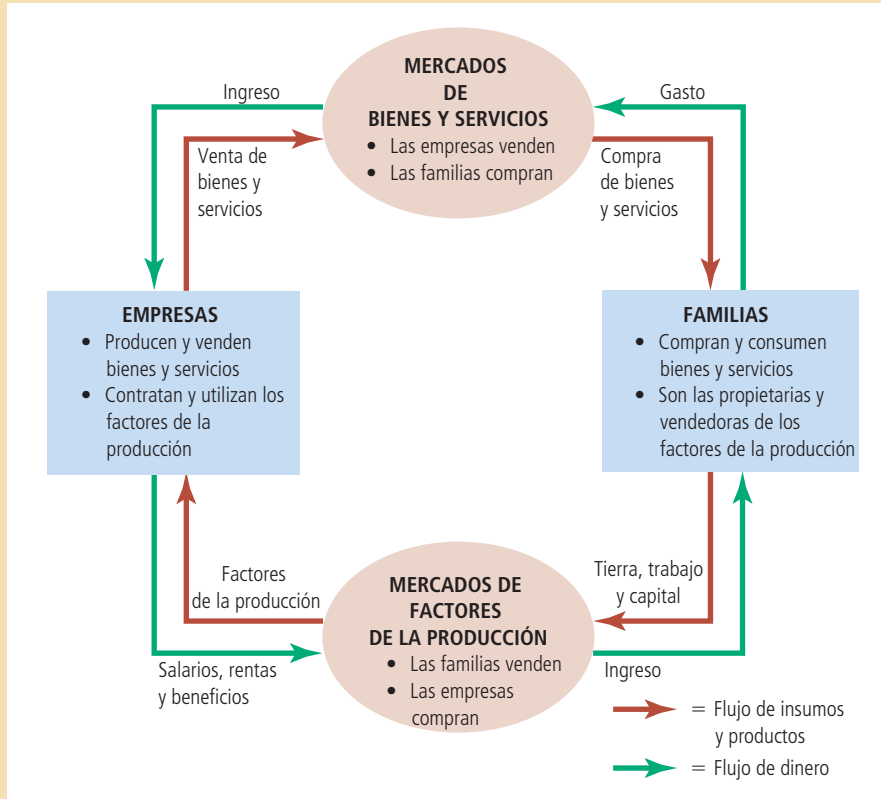 MERCADOS
DE
BIENES Y SERVICIOS
• Las empresas venden
• Las familias compran
Ingreso
Gasto
Venta de
bienes y
servicios
Compra
de bienes
y servicios
EMPRESAS
• Producen y venden
bienes y servicios
• Contratan y utilizan los
factores de la
producción
FAMILIAS
• Compran y consumen
bienes y servicios
• Son las propietarias y
vendedoras de los
factores de la producción
Factores
de la producción
Tierra, trabajo
y capital
MERCADOS DE
FACTORES
DE LA PRODUCCIÓN
• Las familias venden
• Las empresas
compran
Salarios, rentas
y beneficios
Ingreso
= Flujo de insumos
y productos
= Flujo de dinero